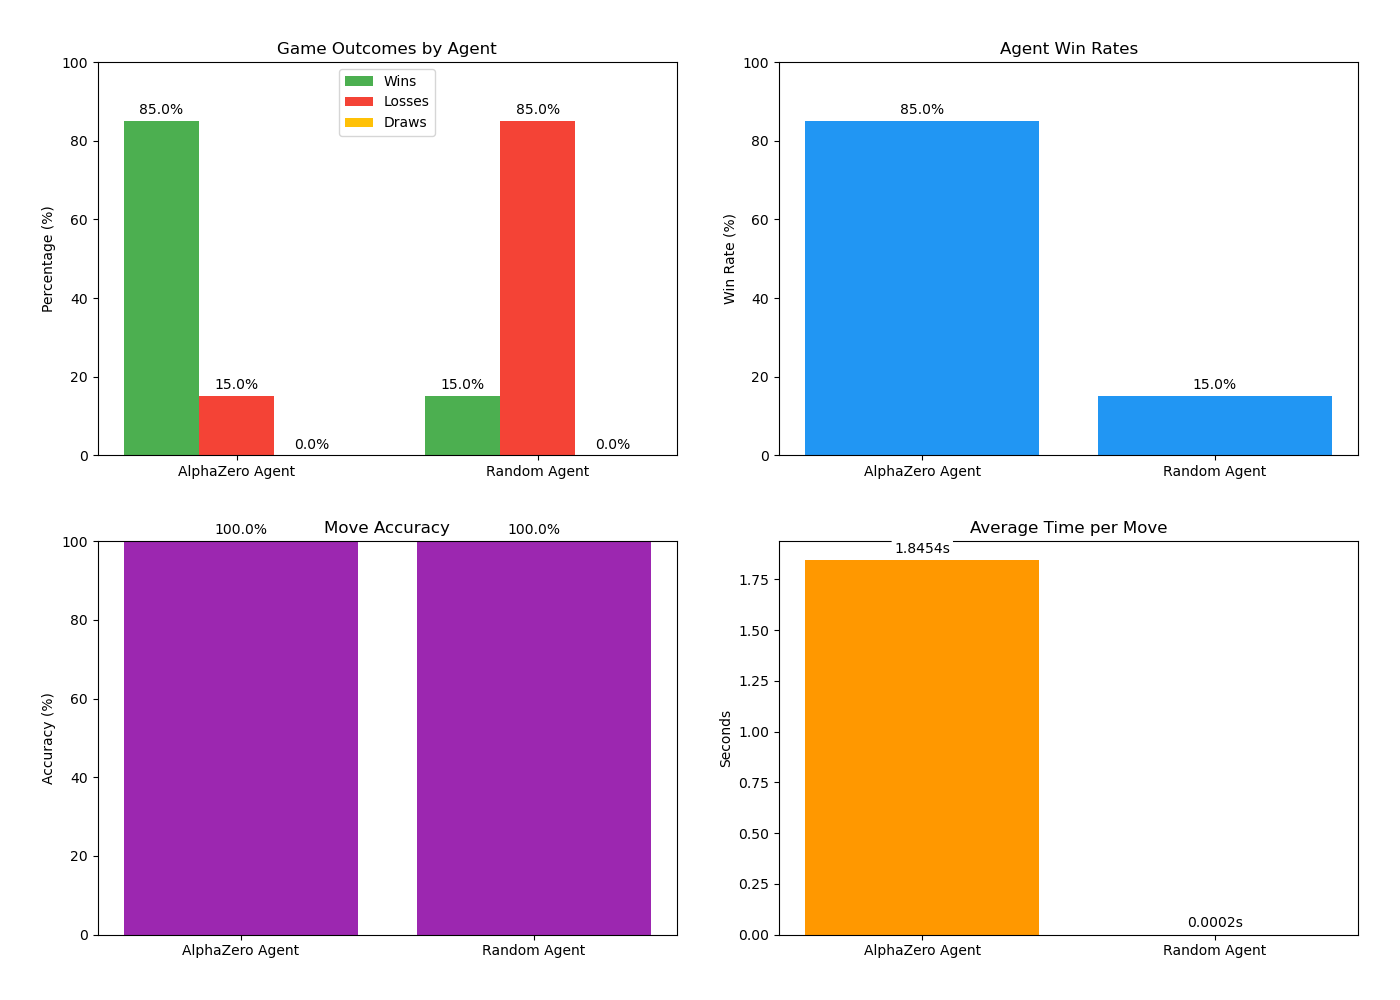 Game Outcomes by Agent
100
80
60
40
20
0
Percentage (%)
Wins
Losses
Draws
85.0%
15.0%
0.0%
15.0%
85.0%
0.0%
AlphaZero Agent
Random Agent
Agent Win Rates
100
80
60
40
20
0
Win Rate (%)
85.0%
15.0%
AlphaZero Agent
Random Agent
Move Accuracy
100
80
60
40
20
0
Accuracy (%)
100.0%
100.0%
AlphaZero Agent
Random Agent
Average Time per Move
1.75
1.50
1.25
1.00
0.75
0.50
0.25
0.00
Seconds
1.8454s
0.0002s
AlphaZero Agent
Random Agent